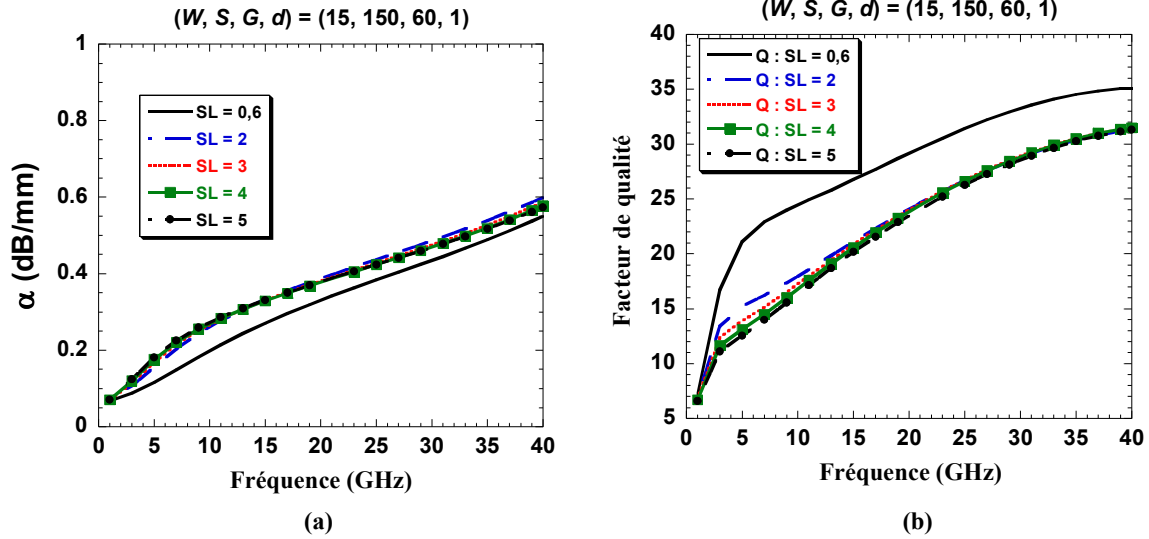 (W, S, G, d) = (15, 150, 60, 1)
1
0,8
0,6
0,4
0,2
0
α (dB/mm)
SL = 0,6
SL = 2
SL = 3
SL = 4
SL = 5
0 5 10 15 20 25 30 35 40
Fréquence (GHz)
(a)
(W, S, G, d) = (15, 150, 60, 1)
40
35
30
25
20
15
10
5
Facteur de qualité
Q : SL = 0,6
Q : SL = 2
Q : SL = 3
Q : SL = 4
Q : SL = 5
0 5 10 15 20 25 30 35 40
Fréquence (GHz)
(b)